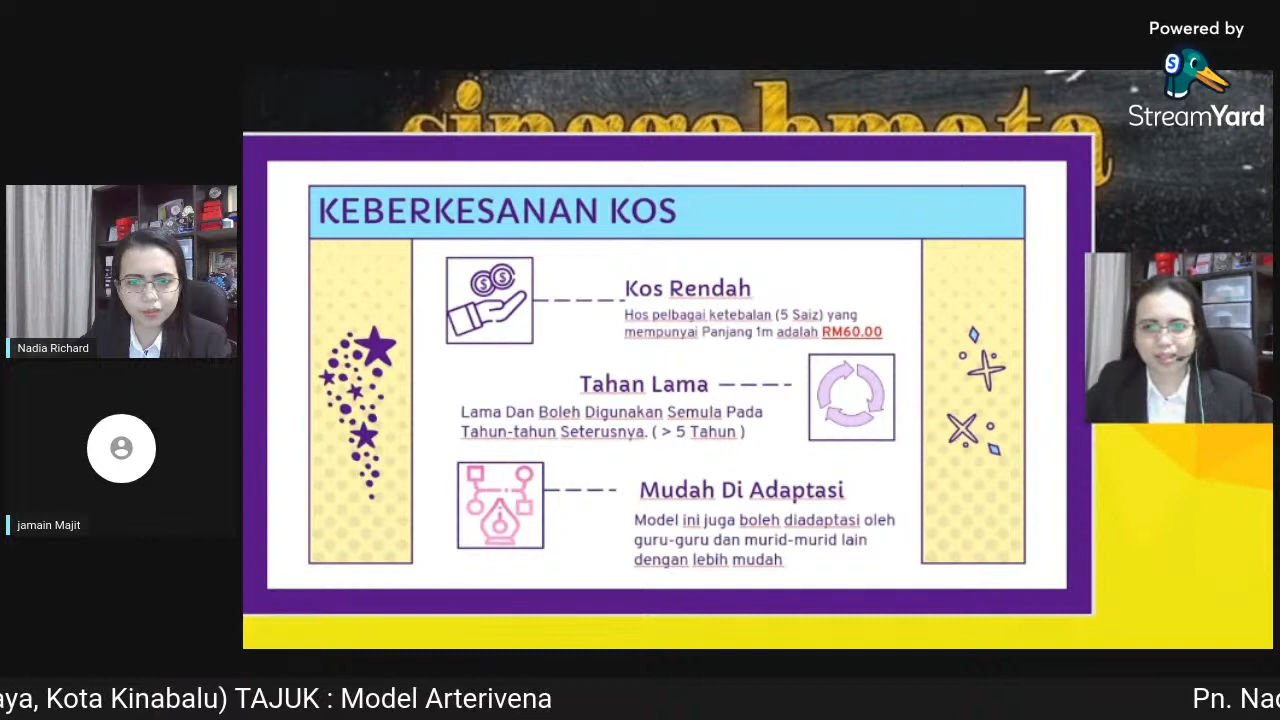 Powered by
StreamYard
singgahmata
KEBERKESANAN KOS
Kos Rendah
Hos pelbagai ketebalan (5 Saiz) yang
mempunyai Panjang 1m adalah RM60.00
Tahan Lama
Lama Dan Boleh Digunakan Semula Pada
Tahun-tahun Seterusnya. ( > 5 Tahun )
Mudah Di Adaptasi
Model ini juga boleh diadaptasi oleh
guru-guru dan murid-murid lain
dengan lebih mudah
Nadia Richard
jamain Majit
aya, Kota Kinabalu) TAJUK : Model Arterivena
Pn. Nad